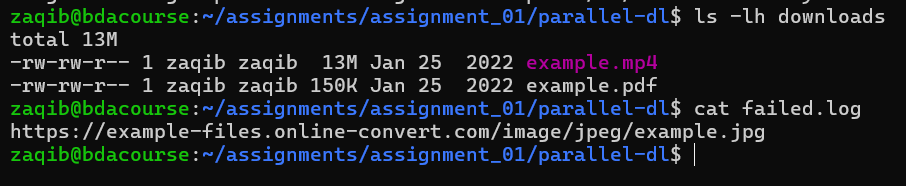 zaqib@bdacourse:~/assignments/assignment_01/parallel-dl$ ls -lh downloads
total 13M
-rw-rw-r-- 1 zaqib zaqib  13M Jan 25  2022 example.mp4
-rw-rw-r-- 1 zaqib zaqib 150K Jan 25  2022 example.pdf
zaqib@bdacourse:~/assignments/assignment_01/parallel-dl$ cat failed.log
https://example-files.online-convert.com/image/jpeg/example.jpg
zaqib@bdacourse:~/assignments/assignment_01/parallel-dl$